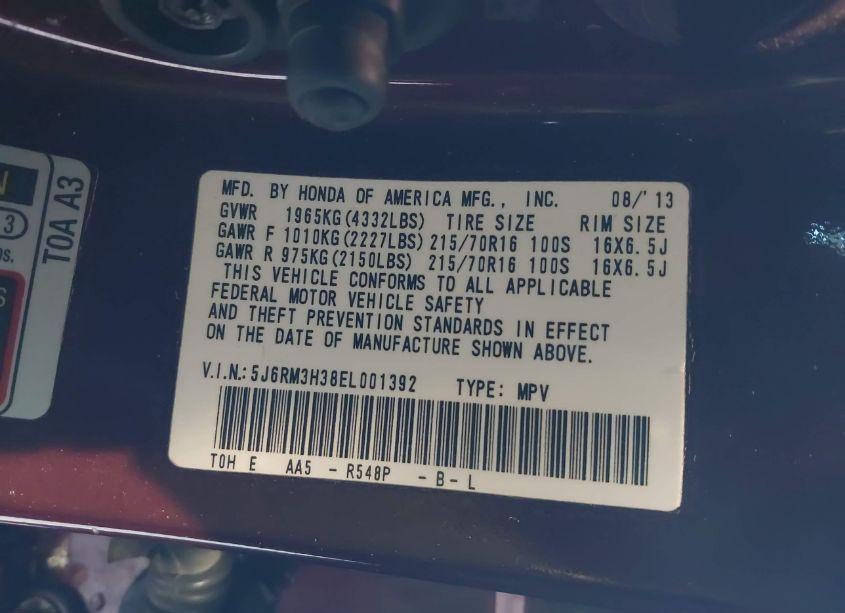 N
3
S
TOA A3
MFD. BY HONDA OF AMERICA MFG., INC. 08/'13
GVWR 1965KG(4332LBS) TIRE SIZE RIM SIZE
GAWR F 1010KG(2227LBS) 215/70R16 100S 16X6.5J
GAWR R 975KG(2150LBS) 215/70R16 100S 16X6.5J
THIS VEHICLE CONFORMS TO ALL APPLICABLE
FEDERAL MOTOR VEHICLE SAFETY
AND THEFT PREVENTION STANDARDS IN EFFECT
ON THE DATE OF MANUFACTURE SHOWN ABOVE.
V.I.N.: 5J6RM3H38EL001392 TYPE: MPV
TOH E AA5 - R548P - B - L